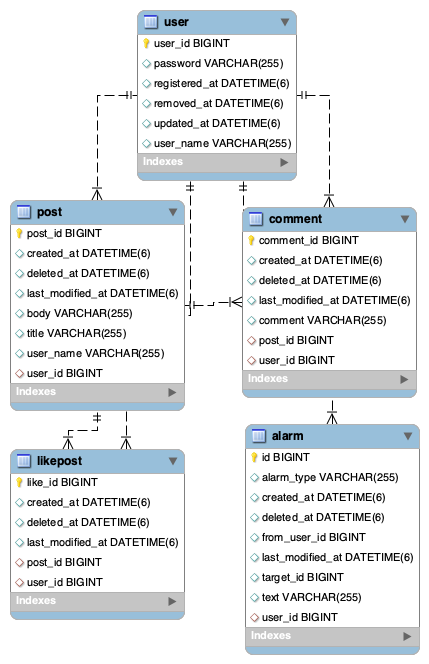 user
user_id BIGINT
password VARCHAR(255)
registered_at DATETIME(6)
removed_at DATETIME(6)
updated_at DATETIME(6)
user_name VARCHAR(255)
Indexes
post
post_id BIGINT
created_at DATETIME(6)
deleted_at DATETIME(6)
last_modified_at DATETIME(6)
body VARCHAR(255)
title VARCHAR(255)
user_name VARCHAR(255)
user_id BIGINT
Indexes
comment
comment_id BIGINT
created_at DATETIME(6)
deleted_at DATETIME(6)
last_modified_at DATETIME(6)
comment VARCHAR(255)
post_id BIGINT
user_id BIGINT
Indexes
likepost
like_id BIGINT
created_at DATETIME(6)
deleted_at DATETIME(6)
last_modified_at DATETIME(6)
post_id BIGINT
user_id BIGINT
Indexes
alarm
id BIGINT
alarm_type VARCHAR(255)
created_at DATETIME(6)
deleted_at DATETIME(6)
from_user_id BIGINT
last_modified_at DATETIME(6)
target_id BIGINT
text VARCHAR(255)
user_id BIGINT
Indexes